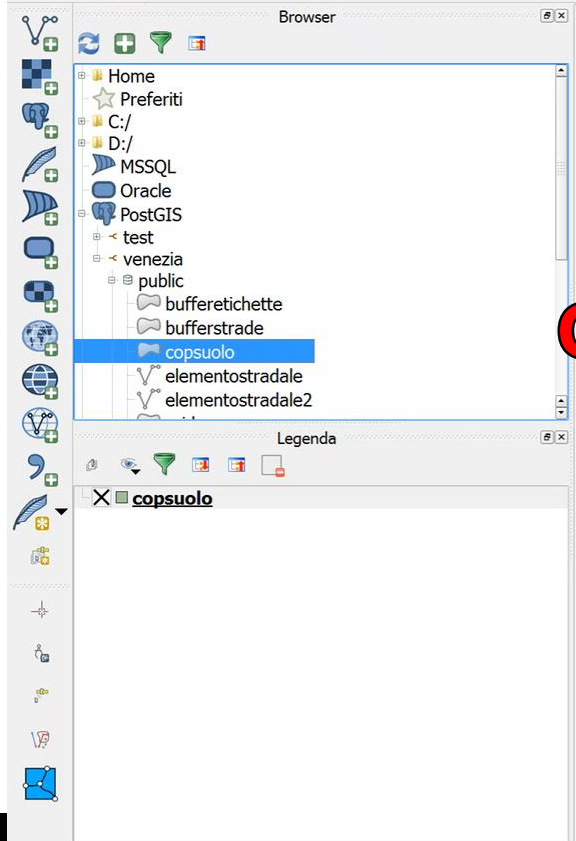 Browser
Home
Preferiti
C:/
D:/
MSSQL
Oracle
PostGIS
test
venezia
public
bufferetichette
bufferstrade
copsuolo
elementostradale
elementostradale2
Legenda
copsuolo